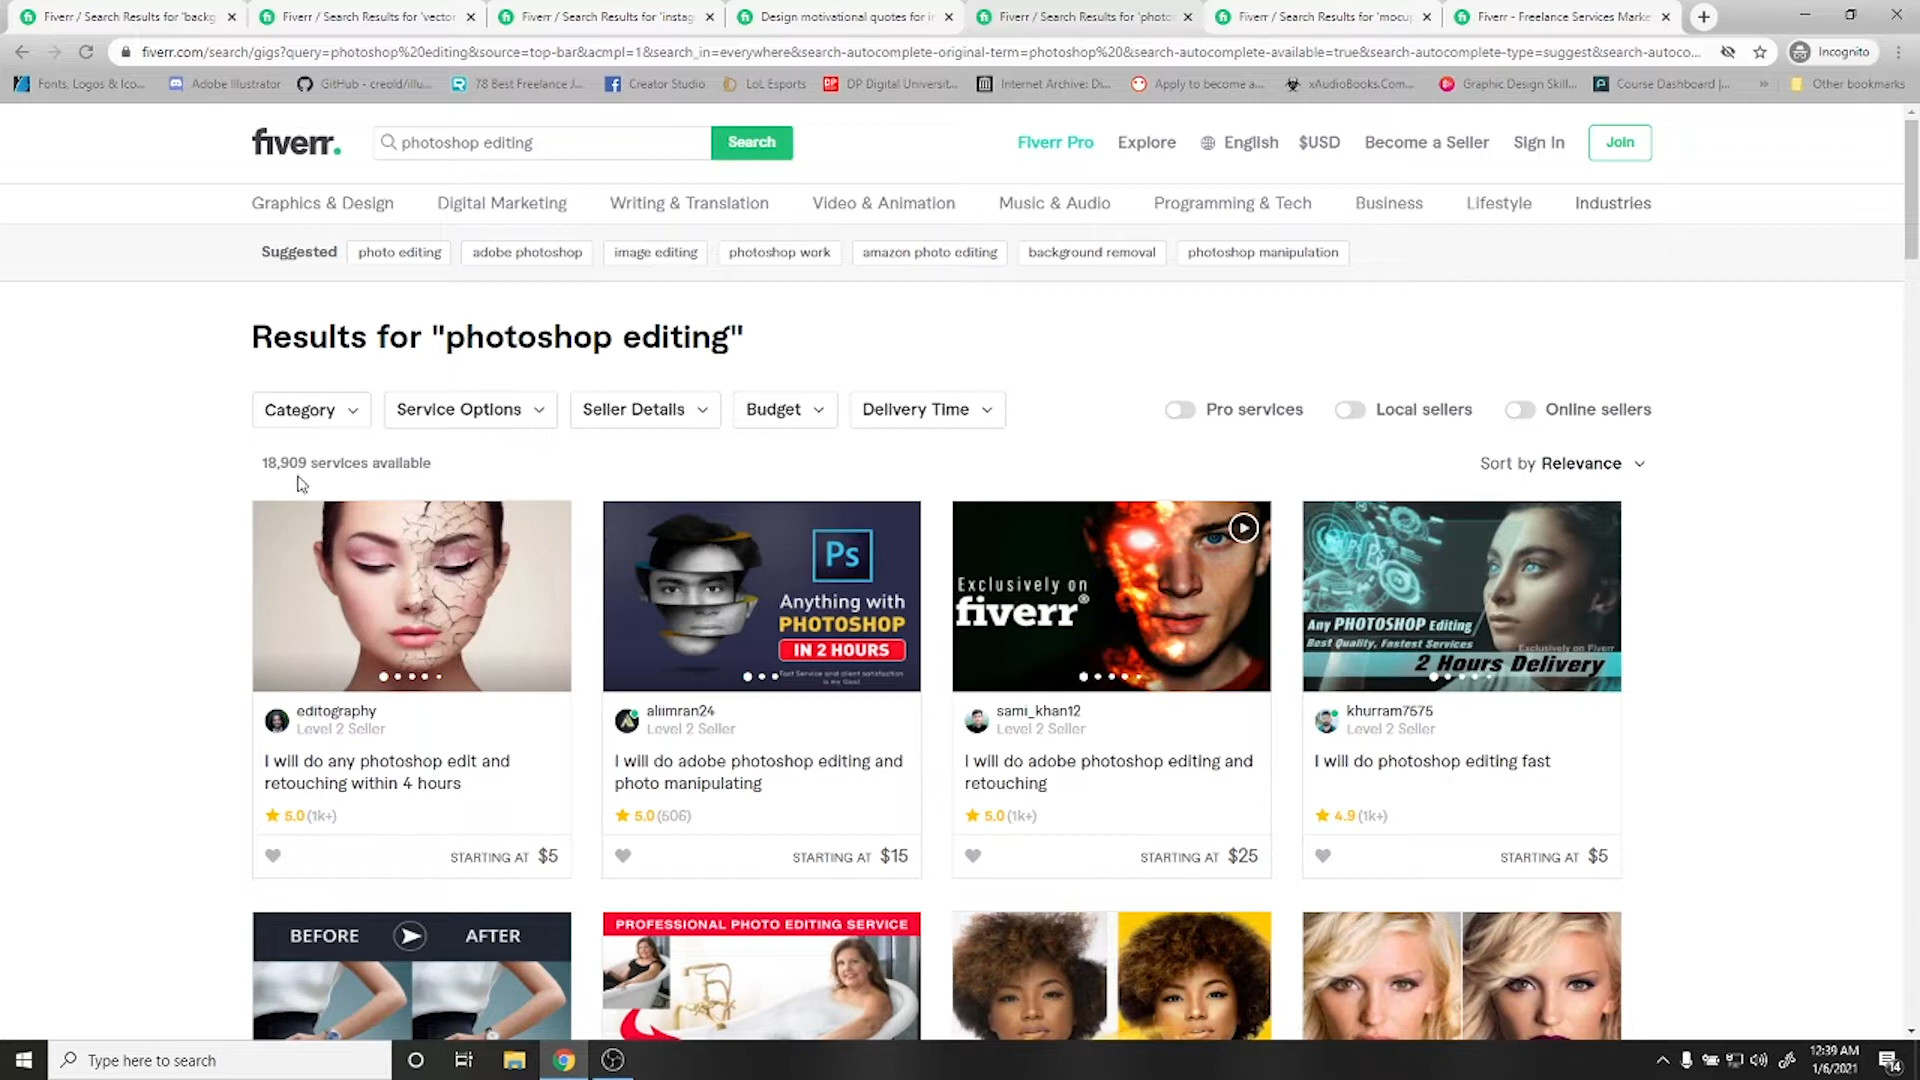 Fiverr / Search Results for 'backg
Fiverr / Search Results for 'vector
Fiverr / Search Results for 'instag
Design motivational quotes for in
Fiverr / Search Results for 'photo
Fiverr / Search Results for 'mocup
Fiverr - Freelance Services Marke
fiverr.com/search/gigs?query=photoshop%20editing&source=top-bar&acmpl=1&search_in=everywhere&search-autocomplete-original-term=photoshop%20&search-autocomplete-available=true&search-autocomplete-type=suggest&search-autoco...
Incognito
Fonts, Logos & Ico...
Adobe Illustrator
GitHub - creold/illu...
78 Best Freelance J...
Creator Studio
LoL Esports
DP Digital Universit...
Internet Archive: Di...
Apply to become a...
xAudioBooks.Com...
Graphic Design Skill...
Course Dashboard |...
Other bookmarks
fiverr.
photoshop editing
Search
Fiverr Pro
Explore
English
$USD
Become a Seller
Sign In
Join
Graphics & Design
Digital Marketing
Writing & Translation
Video & Animation
Music & Audio
Programming & Tech
Business
Lifestyle
Industries
Suggested
photo editing
adobe photoshop
image editing
photoshop work
amazon photo editing
background removal
photoshop manipulation
Results for "photoshop editing"
Category
Service Options
Seller Details
Budget
Delivery Time
Pro services
Local sellers
Online sellers
18,909 services available
Sort by Relevance
Ps
Anything with
PHOTOSHOP
IN 2 HOURS
Fast Service and client satisfaction
is my Goal
Exclusively on
fiverr®
Any PHOTOSHOP Editing
Best Quality, Fastest Services
Exclusively on Fiverr
2 Hours Delivery
editography
Level 2 Seller
I will do any photoshop edit and
retouching within 4 hours
5.0 (1k+)
STARTING AT $5
aliimran24
Level 2 Seller
I will do adobe photoshop editing and
photo manipulating
5.0 (506)
STARTING AT $15
sami_khan12
Level 2 Seller
I will do adobe photoshop editing and
retouching
5.0 (1k+)
STARTING AT $25
khurram7575
Level 2 Seller
I will do photoshop editing fast
4.9 (1k+)
STARTING AT $5
BEFORE
AFTER
PROFESSIONAL PHOTO EDITING SERVICE
Type here to search
12:39 AM
1/6/2021
14